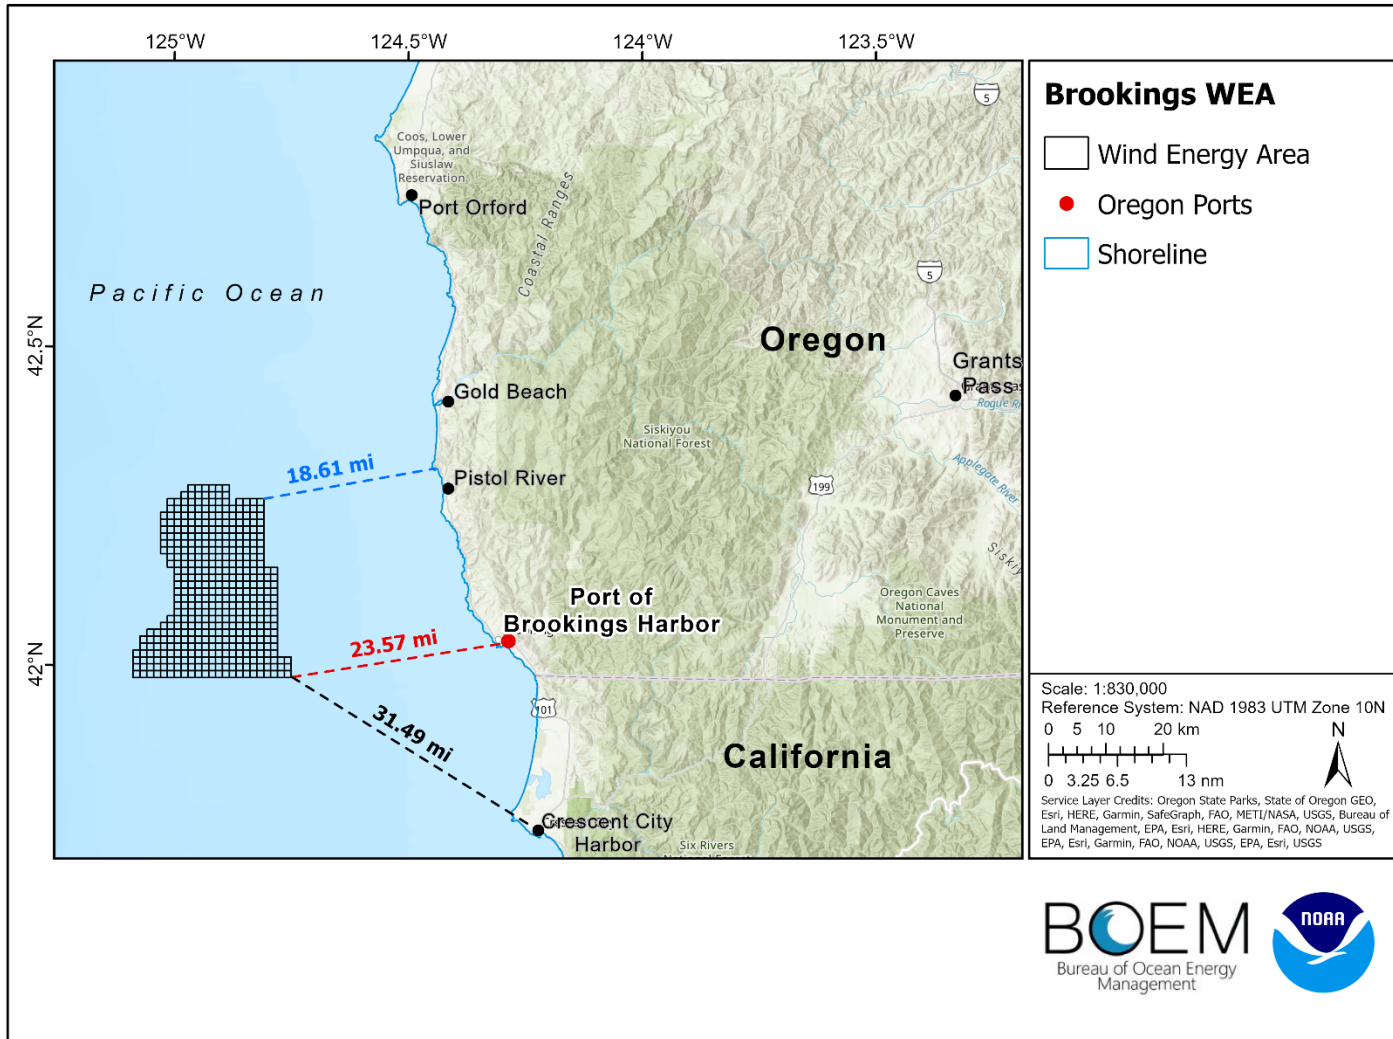 125°W
124.5°W
124°W
123.5°W
42.5°N
42°N
5
Coos, Lower
Umpqua, and
Siuslaw
Reservation
Port Orford
Coastal Ranges
Pacific Ocean
5
Oregon
Grants
Pass
Rogue Ri
Gold Beach
Siskiyou
National Forest
Applegate River
18.61 mi
Pistol River
199
Siskiy
Port of
Brookings Harbor
Oregon Caves
National
Monument and
Preserve
23.57 mi
101
31.49 mi
California
Crescent City
Harbor
Six Rivers
Brookings WEA
Wind Energy Area
Oregon Ports
Shoreline
Scale: 1:830,000
Reference System: NAD 1983 UTM Zone 10N
0 5 10 20 km
N
0 3.25 6.5 13 nm
Service Layer Credits: Oregon State Parks, State of Oregon GEO,
Esri, HERE, Garmin, SafeGraph, FAO, METI/NASA, USGS, Bureau of
Land Management, EPA, Esri, HERE, Garmin, FAO, NOAA, USGS,
EPA, Esri, Garmin, FAO, NOAA, USGS, EPA, Esri, USGS
BOEM
Bureau of Ocean Energy
Management
NOAA